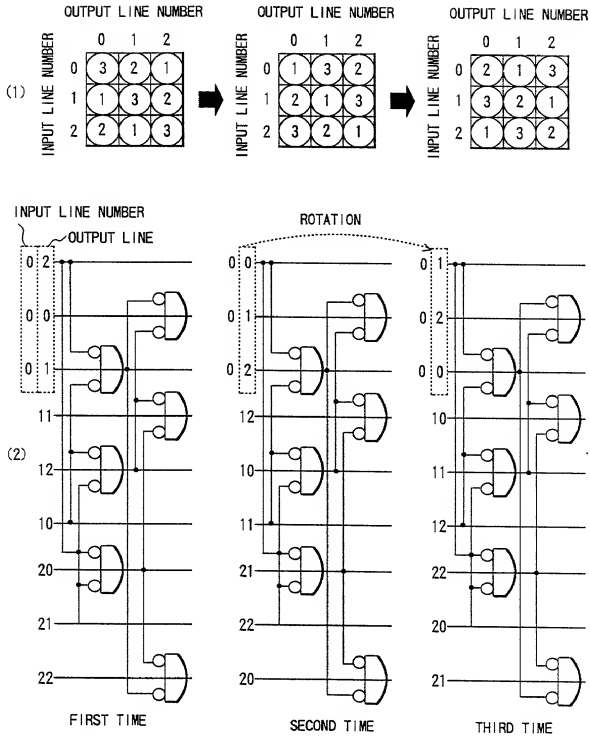 OUTPUT LINE NUMBER OUTPUT LINE NUMBER OUTPUT LINE NUMBER
0 1 2 0 1 2 0 1 2
(1)
INPUT LINE NUMBER
0 3 2 1
1 1 3 2
2 2 1 3
INPUT LINE NUMBER
0 1 3 2
1 2 1 3
2 3 2 1
INPUT LINE NUMBER
0 2 1 3
1 3 2 1
2 1 3 2
INPUT LINE NUMBER
OUTPUT LINE
ROTATION
(2)
0 2
0 0
0 1
11
12
10
20
21
22
FIRST TIME
0 0
0 1
0 2
12
10
11
21
22
20
SECOND TIME
0 1
0 2
0 0
10
11
12
22
20
21
THIRD TIME